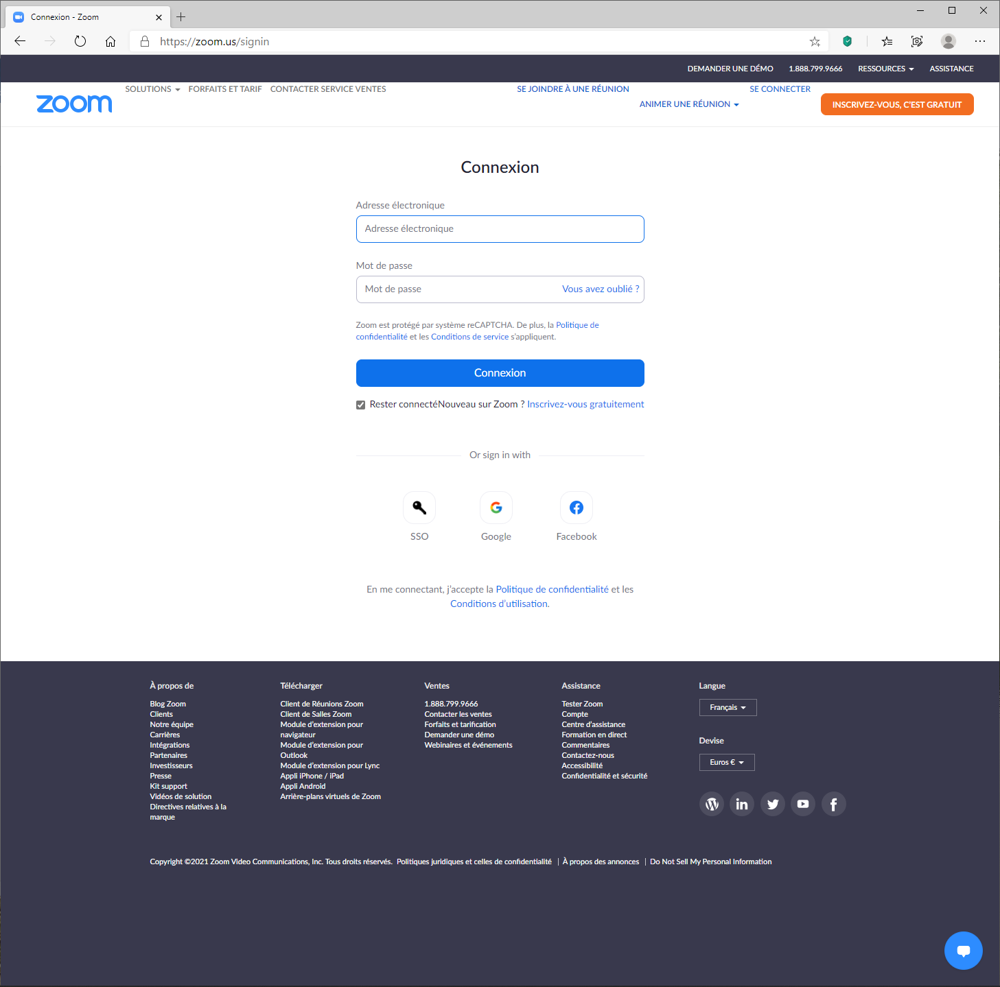 Connexion - Zoom
https://zoom.us/signin
DEMANDER UNE DÉMO 1.888.799.9666 RESSOURCES ASSISTANCE
zoom
SOLUTIONS FORFAITS ET TARIF CONTACTER SERVICE VENTES SE JOINDRE À UNE RÉUNION SE CONNECTER
ANIMER UNE RÉUNION INSCRIVEZ-VOUS, C'EST GRATUIT
Connexion
Adresse électronique
Adresse électronique
Mot de passe
Mot de passe Vous avez oublié ?
Zoom est protégé par système reCAPTCHA. De plus, la Politique de
confidentialité et les Conditions de service s'appliquent.
Connexion
Rester connectéNouveau sur Zoom ? Inscrivez-vous gratuitement
Or sign in with
SSO Google Facebook
En me connectant, j'accepte la Politique de confidentialité et les
Conditions d'utilisation.
À propos de
Blog Zoom
Clients
Notre équipe
Carrières
Intégrations
Partenaires
Investisseurs
Presse
Kit support
Vidéos de solution
Directives relatives à la
marque
Télécharger
Client de Réunions Zoom
Client de Salles Zoom
Module d'extension pour
navigateur
Module d'extension pour
Outlook
Module d'extension pour Lync
Appli iPhone / iPad
Appli Android
Arrière-plans virtuels de Zoom
Ventes
1.888.799.9666
Contacter les ventes
Forfaits et tarification
Demander une démo
Webinaires et événements
Assistance
Tester Zoom
Compte
Centre d'assistance
Formation en direct
Commentaires
Contactez-nous
Accessibilité
Confidentialité et sécurité
Langue
Français
Devise
Euros €
Copyright ©2021 Zoom Video Communications, Inc. Tous droits réservés. Politiques juridiques et celles de confidentialité | À propos des annonces | Do Not Sell My Personal Information